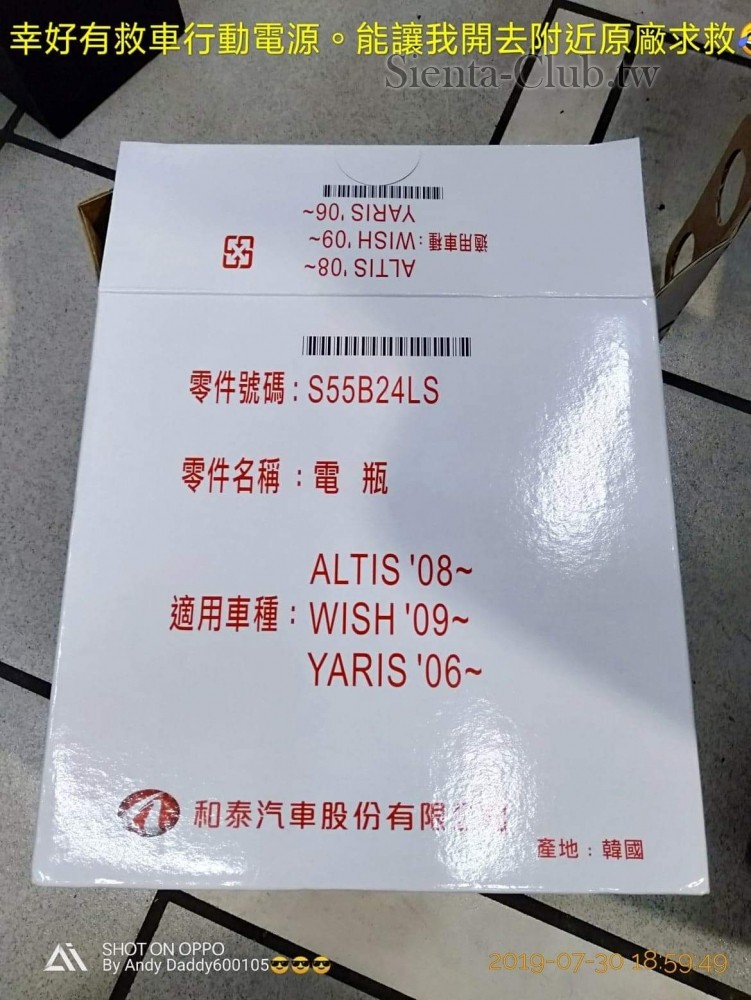 幸好有救車行動電源。能讓我開去附近原廠求救
Sienta-Club.tw
YARIS '06~
適用車種：WISH '09~
ALTIS '08~
零件號碼：S55B24LS
零件名稱：電 瓶
ALTIS '08~
適用車種：WISH '09~
YARIS '06~
和泰汽車股份有限
產地：韓國
SHOT ON OPPO
By Andy Daddy600105
2019-07-30 18:59:49